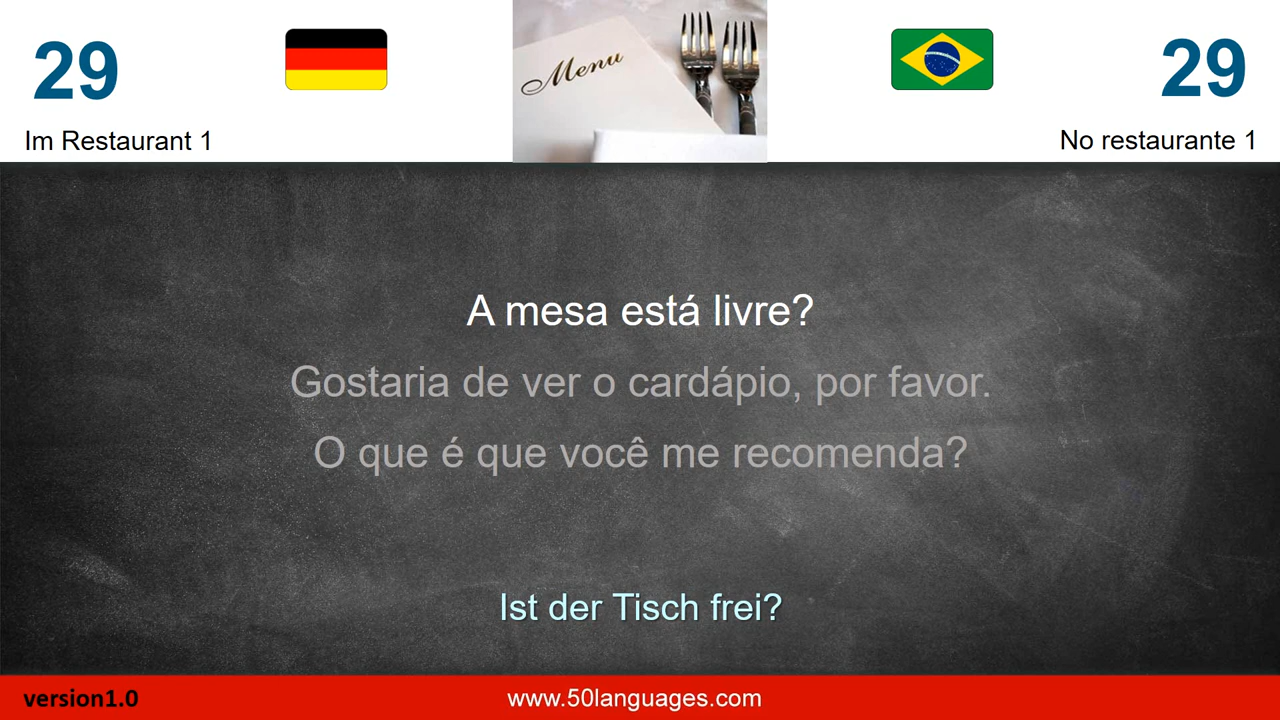 29
29
Menu
Im Restaurant 1
No restaurante 1
A mesa está livre?
Gostaria de ver o cardápio, por favor.
O que é que você me recomenda?
Ist der Tisch frei?
version1.0
www.50languages.com